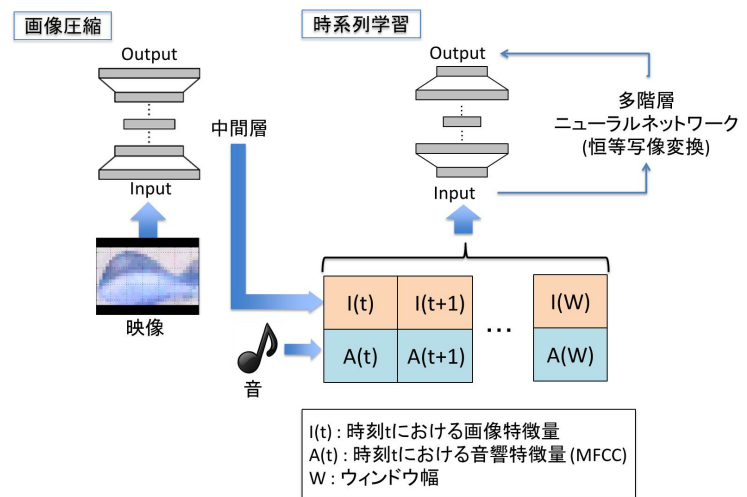 画像圧縮
Output
Input
映像
中間層
音
時系列学習
Output
Input
多階層
ニューラルネットワーク
(恒等写像変換)
I(t) I(t+1) ... I(W)
A(t) A(t+1) A(W)
I(t) : 時刻tにおける画像特徴量
A(t) : 時刻tにおける音響特徴量 (MFCC)
W : ウィンドウ幅